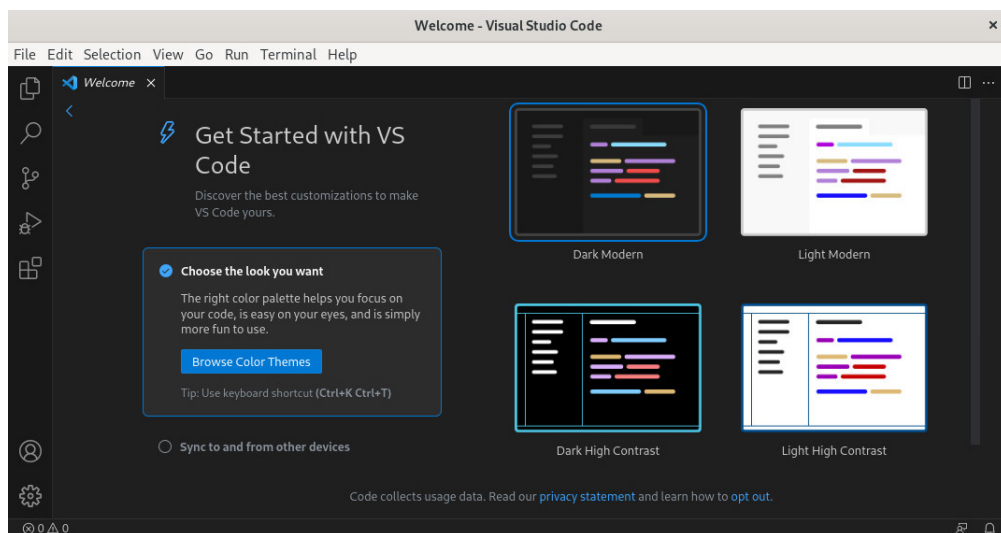 Welcome - Visual Studio Code
File Edit Selection View Go Run Terminal Help
Welcome
Get Started with VS
Code
Discover the best customizations to make
VS Code yours.
Choose the look you want
The right color palette helps you focus on
your code, is easy on your eyes, and is simply
more fun to use.
Browse Color Themes
Tip: Use keyboard shortcut (Ctrl+K Ctrl+T)
Sync to and from other devices
Dark Modern
Light Modern
Dark High Contrast
Light High Contrast
Code collects usage data. Read our privacy statement and learn how to opt out.
0 0